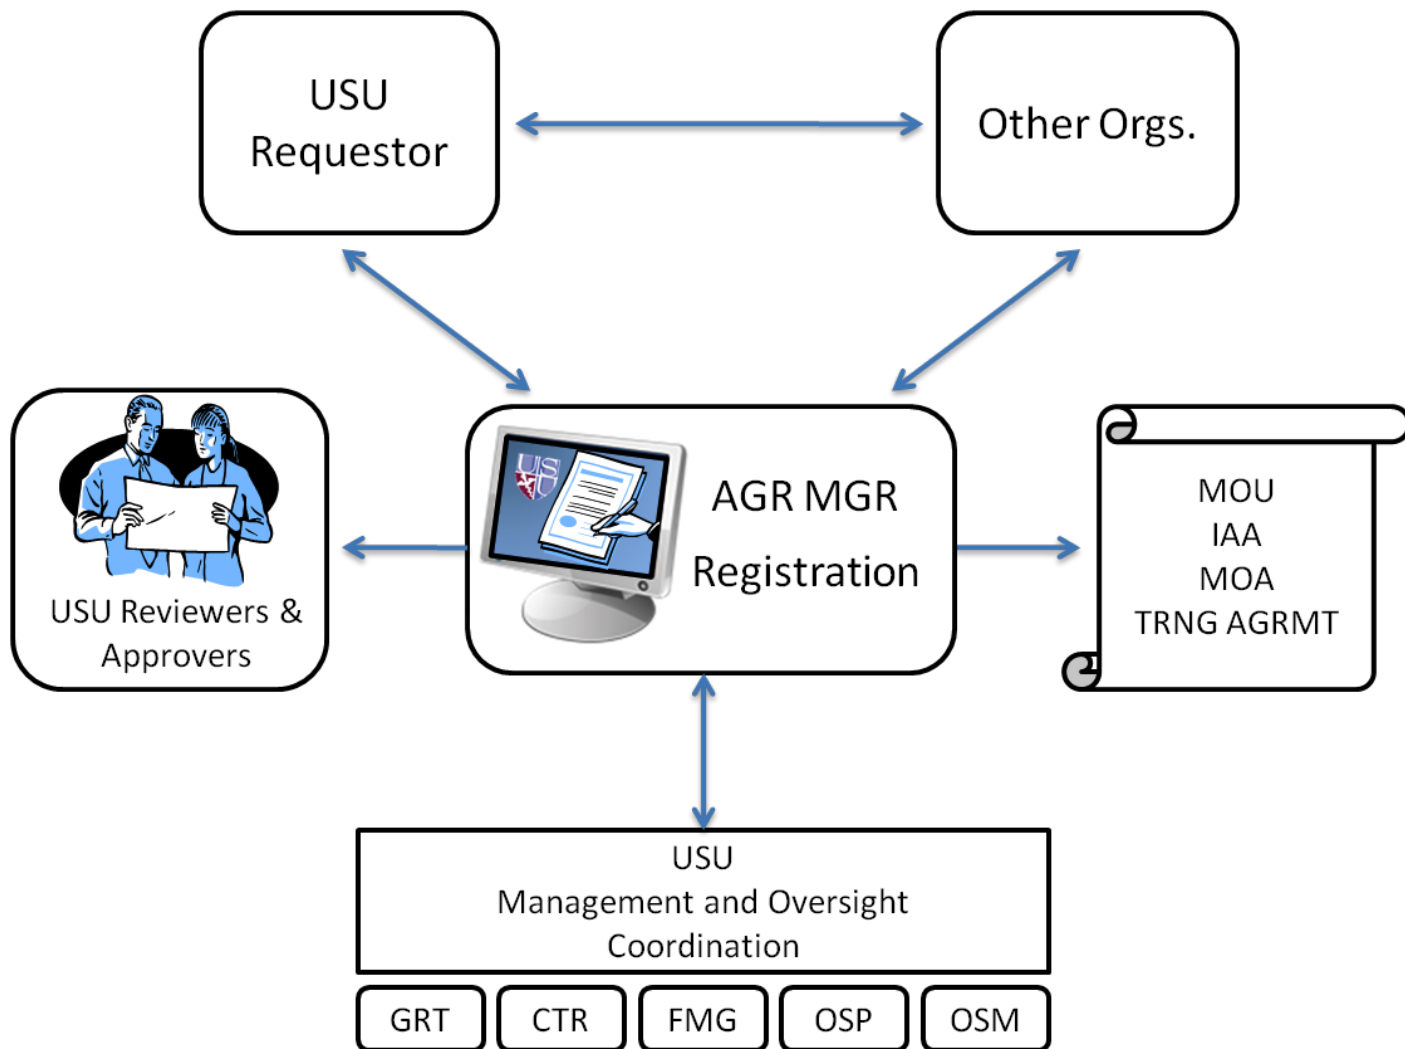 USU
Requestor
Other Orgs.
USU
AGR MGR
Registration
USU Reviewers &
Approvers
MOU
IAA
MOA
TRNG AGRMT
USU
Management and Oversight
Coordination
GRT
CTR
FMG
OSP
OSM